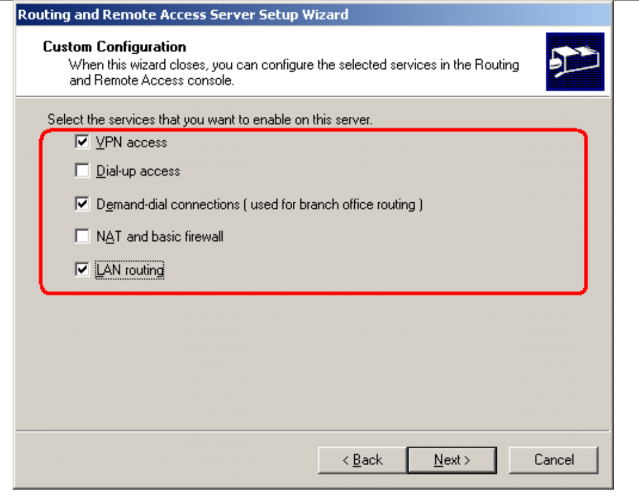 Routing and Remote Access Server Setup Wizard
Custom Configuration
When this wizard closes, you can configure the selected services in the Routing
and Remote Access console.
Select the services that you want to enable on this server.
VPN access
Dial-up access
Demand-dial connections ( used for branch office routing )
NAT and basic firewall
LAN routing
< Back
Next >
Cancel